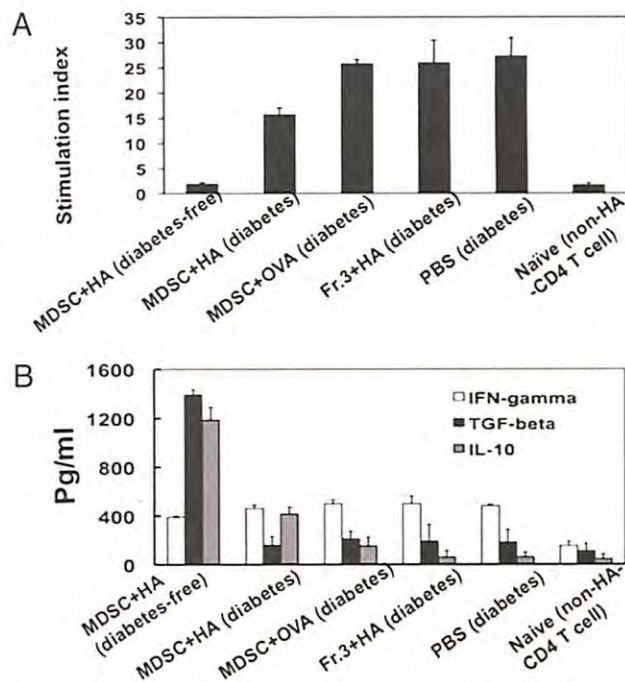 A
Stimulation index
35
30
25
20
15
10
5
0
MDSC+HA (diabetes-free)
MDSC+HA (diabetes)
MDSC+OVA (diabetes)
Fr.3+HA (diabetes)
PBS (diabetes)
Naïve (non-HA
-CD4 T cell)
B
Pg/ml
1600
1200
800
400
0
IFN-gamma
TGF-beta
IL-10
MDSC+HA
(diabetes-free)
MDSC+HA (diabetes)
MDSC+OVA (diabetes)
Fr.3+HA (diabetes)
PBS (diabetes)
Naive (non-HA-
CD4 T cell)